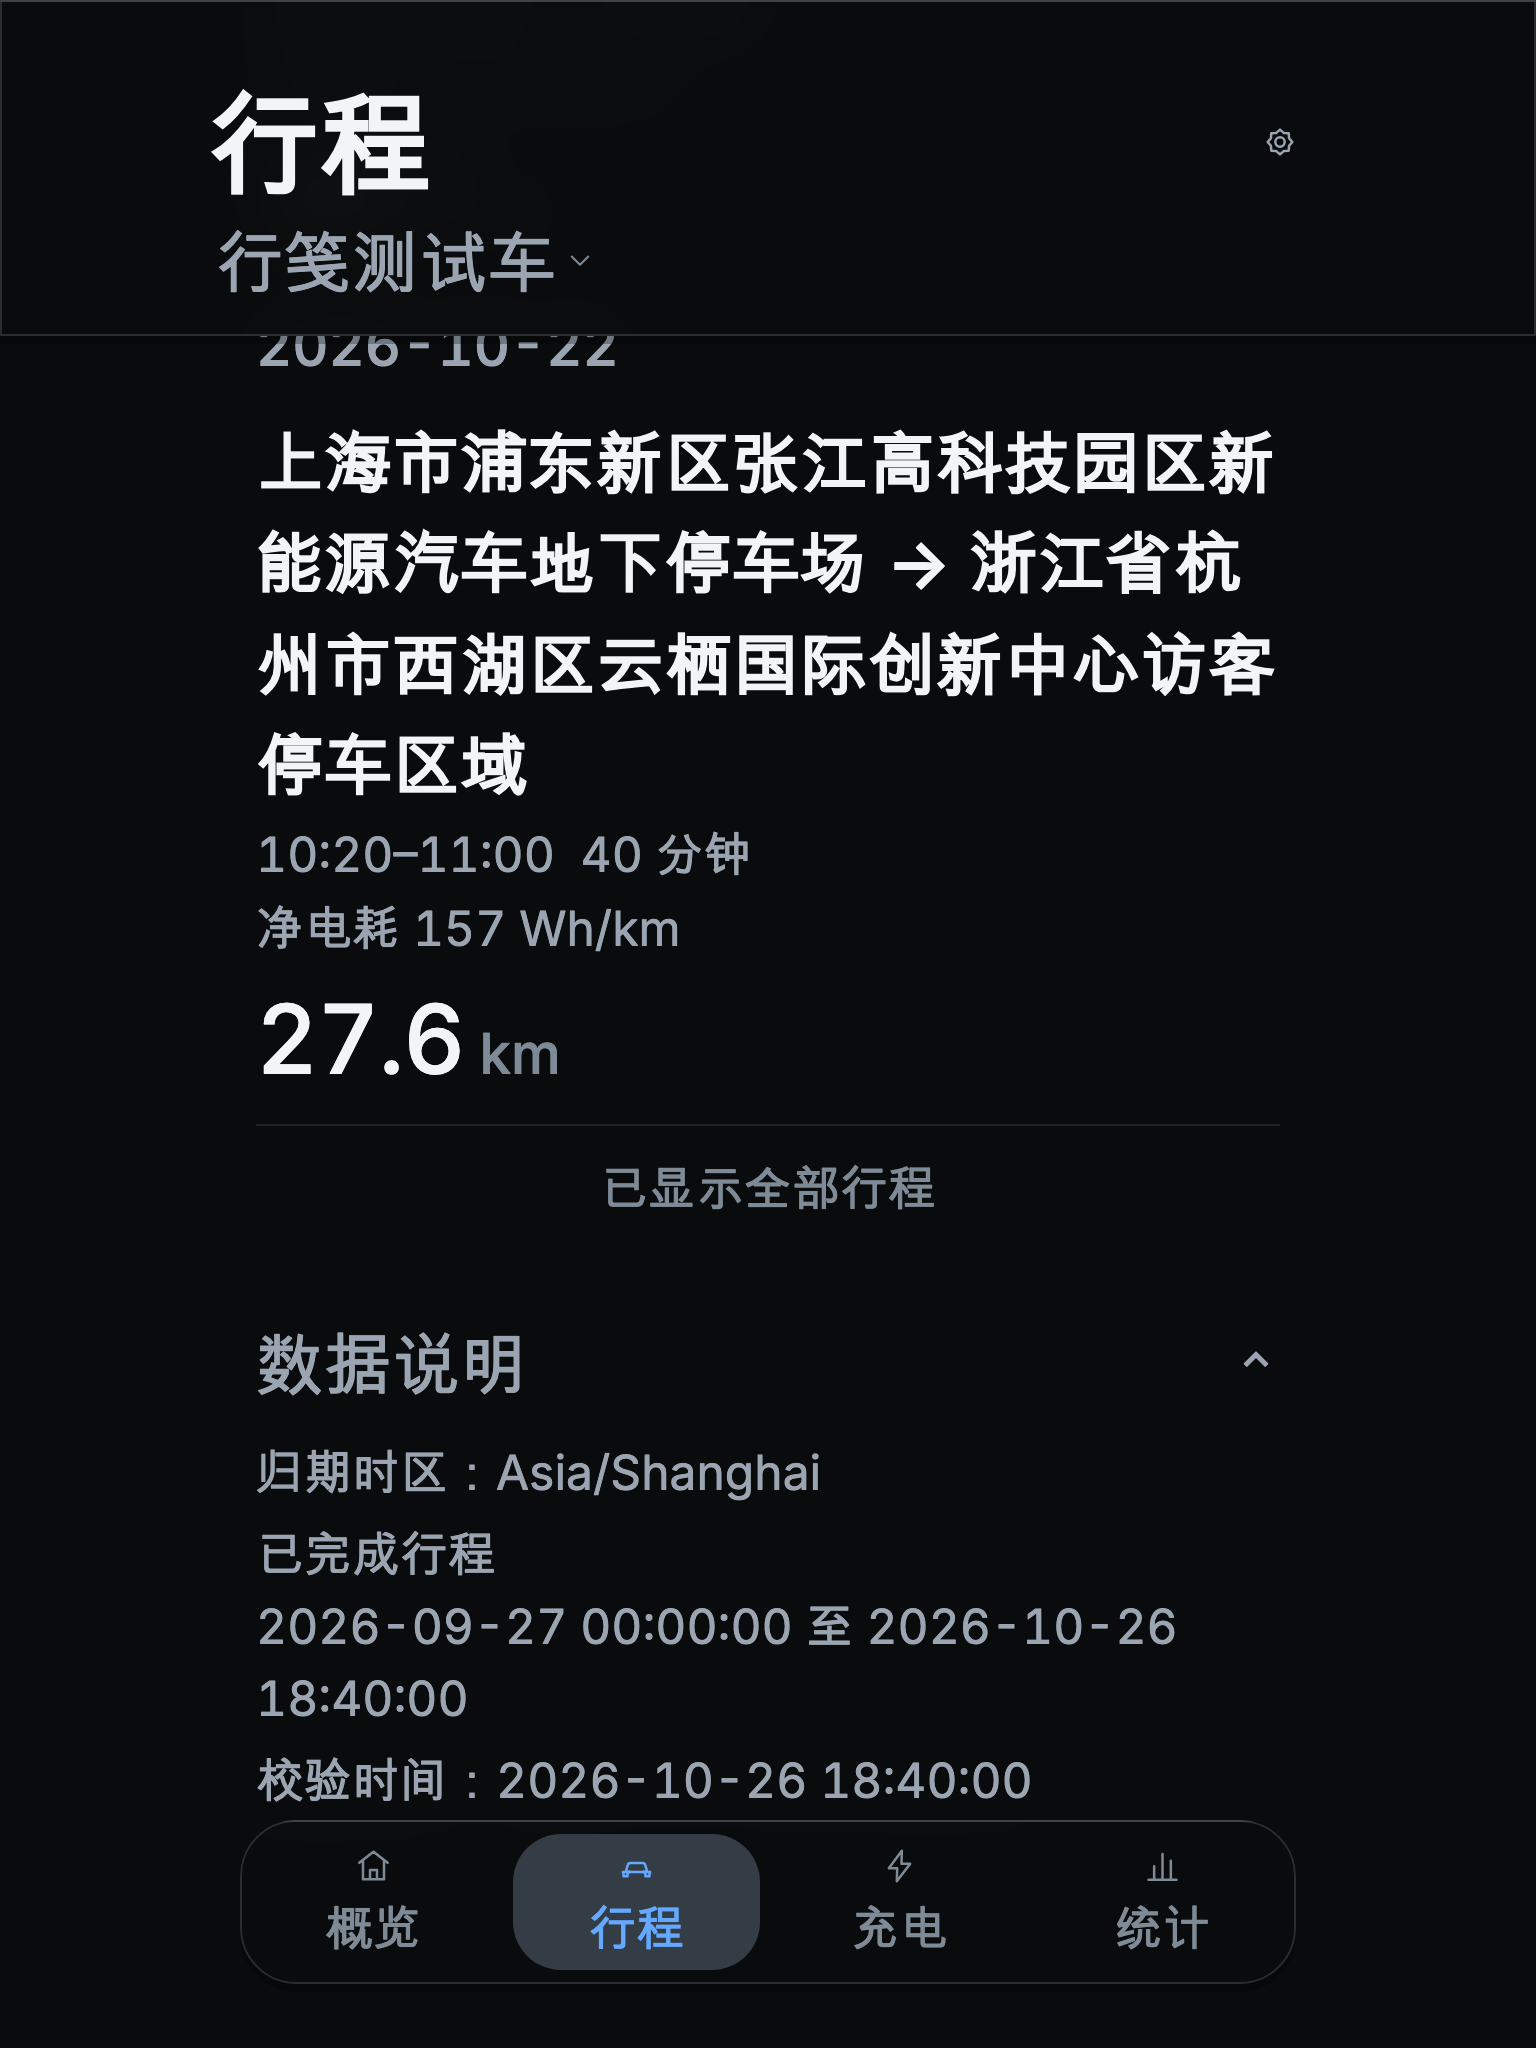 行程
行笺测试车
2026-10-22
上海市浦东新区张江高科技园区新
能源汽车地下停车场 → 浙江省杭
州市西湖区云栖国际创新中心访客
停车区域
10:20–11:00 40 分钟
净电耗 157 Wh/km
27.6 km
已显示全部行程
数据说明
归期时区：Asia/Shanghai
已完成行程
2026-09-27 00:00:00 至 2026-10-26
18:40:00
校验时间：2026-10-26 18:40:00
概览 行程 充电 统计